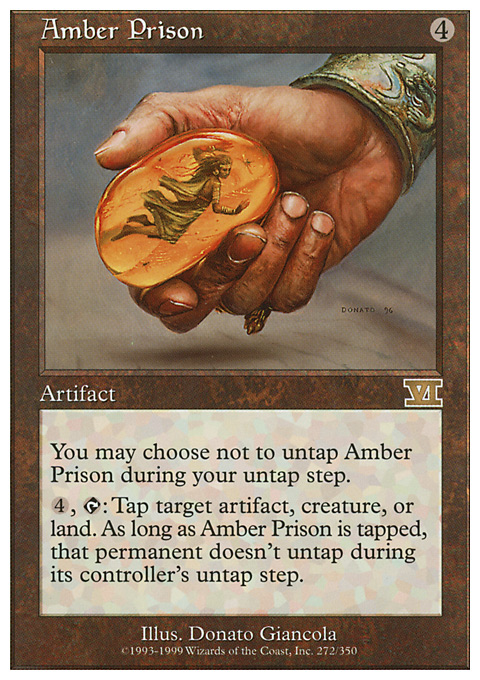 Amber Prison 4
DONATO 96
Artifact VI
You may choose not to untap Amber
Prison during your untap step.
4, : Tap target artifact, creature, or
land. As long as Amber Prison is tapped,
that permanent doesn't untap during
its controller's untap step.
Illus. Donato Giancola
©1993-1999 Wizards of the Coast, Inc. 272/350